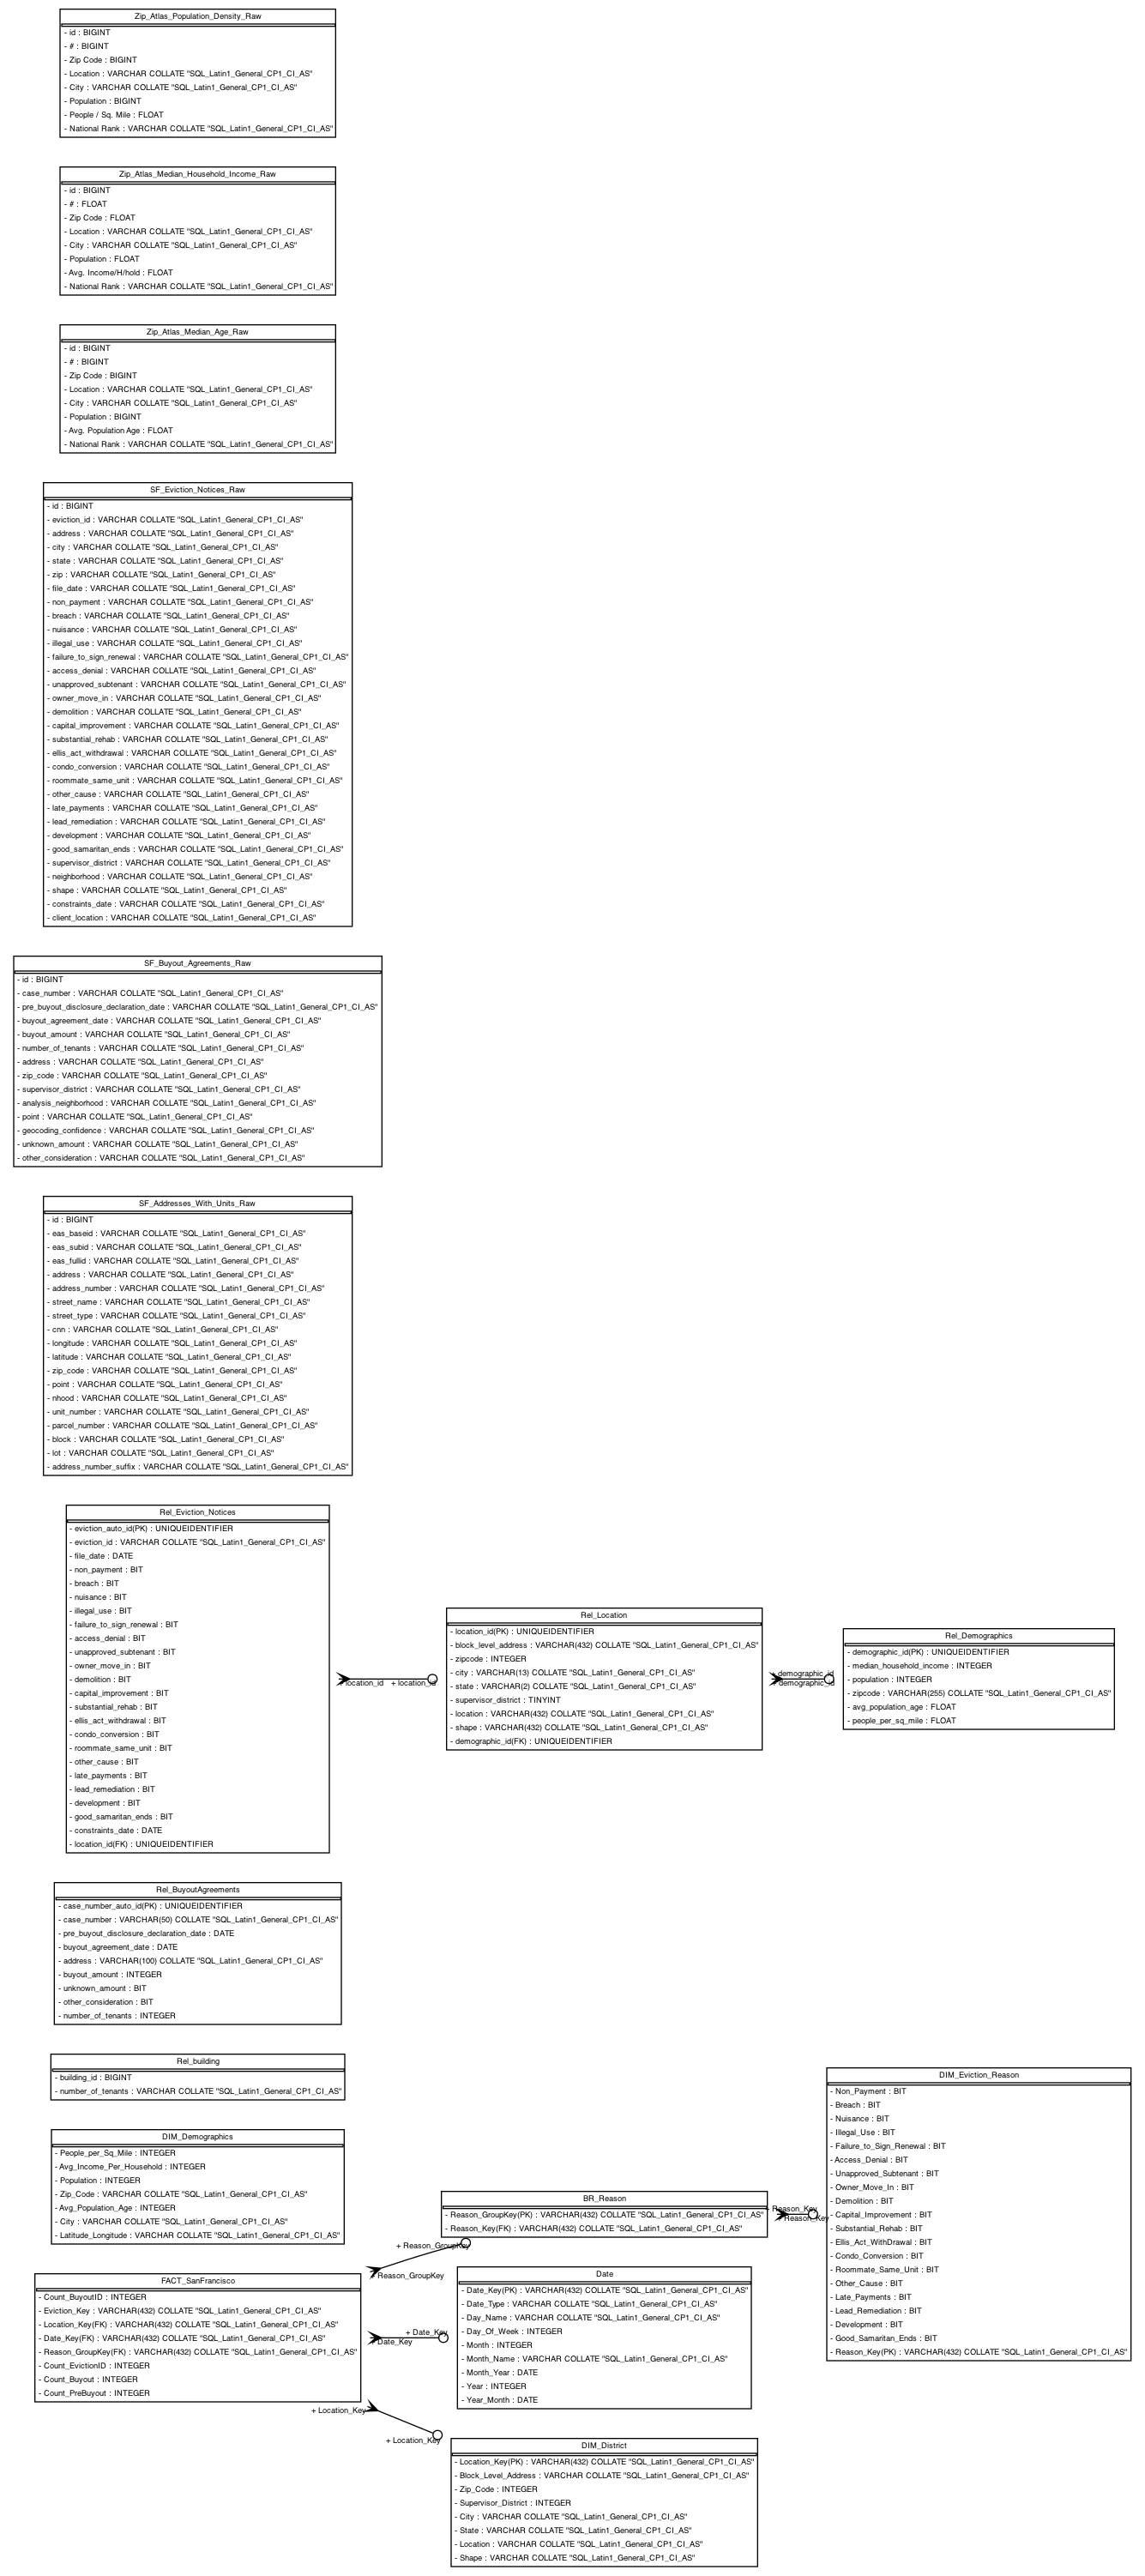 Zip_Atlas_Population_Density_Raw
- id : BIGINT
- # : BIGINT
- Zip Code : BIGINT
- Location : VARCHAR COLLATE "SQL_Latin1_General_CP1_CI_AS"
- City : VARCHAR COLLATE "SQL_Latin1_General_CP1_CI_AS"
- Population : BIGINT
- People / Sq. Mile : FLOAT
- National Rank : VARCHAR COLLATE "SQL_Latin1_General_CP1_CI_AS"
Zip_Atlas_Median_Household_Income_Raw
- id : BIGINT
- # : FLOAT
- Zip Code : FLOAT
- Location : VARCHAR COLLATE "SQL_Latin1_General_CP1_CI_AS"
- City : VARCHAR COLLATE "SQL_Latin1_General_CP1_CI_AS"
- Population : FLOAT
- Avg. Income/H/hold : FLOAT
- National Rank : VARCHAR COLLATE "SQL_Latin1_General_CP1_CI_AS"
Zip_Atlas_Median_Age_Raw
- id : BIGINT
- # : BIGINT
- Zip Code : BIGINT
- Location : VARCHAR COLLATE "SQL_Latin1_General_CP1_CI_AS"
- City : VARCHAR COLLATE "SQL_Latin1_General_CP1_CI_AS"
- Population : BIGINT
- Avg. Population Age : FLOAT
- National Rank : VARCHAR COLLATE "SQL_Latin1_General_CP1_CI_AS"
SF_Eviction_Notices_Raw
- id : BIGINT
- eviction_id : VARCHAR COLLATE "SQL_Latin1_General_CP1_CI_AS"
- address : VARCHAR COLLATE "SQL_Latin1_General_CP1_CI_AS"
- city : VARCHAR COLLATE "SQL_Latin1_General_CP1_CI_AS"
- state : VARCHAR COLLATE "SQL_Latin1_General_CP1_CI_AS"
- zip : VARCHAR COLLATE "SQL_Latin1_General_CP1_CI_AS"
- file_date : VARCHAR COLLATE "SQL_Latin1_General_CP1_CI_AS"
- non_payment : VARCHAR COLLATE "SQL_Latin1_General_CP1_CI_AS"
- breach : VARCHAR COLLATE "SQL_Latin1_General_CP1_CI_AS"
- nuisance : VARCHAR COLLATE "SQL_Latin1_General_CP1_CI_AS"
- illegal_use : VARCHAR COLLATE "SQL_Latin1_General_CP1_CI_AS"
- failure_to_sign_renewal : VARCHAR COLLATE "SQL_Latin1_General_CP1_CI_AS"
- access_denial : VARCHAR COLLATE "SQL_Latin1_General_CP1_CI_AS"
- unapproved_subtenant : VARCHAR COLLATE "SQL_Latin1_General_CP1_CI_AS"
- owner_move_in : VARCHAR COLLATE "SQL_Latin1_General_CP1_CI_AS"
- demolition : VARCHAR COLLATE "SQL_Latin1_General_CP1_CI_AS"
- capital_improvement : VARCHAR COLLATE "SQL_Latin1_General_CP1_CI_AS"
- substantial_rehab : VARCHAR COLLATE "SQL_Latin1_General_CP1_CI_AS"
- ellis_act_withdrawal : VARCHAR COLLATE "SQL_Latin1_General_CP1_CI_AS"
- condo_conversion : VARCHAR COLLATE "SQL_Latin1_General_CP1_CI_AS"
- roommate_same_unit : VARCHAR COLLATE "SQL_Latin1_General_CP1_CI_AS"
- other_cause : VARCHAR COLLATE "SQL_Latin1_General_CP1_CI_AS"
- late_payments : VARCHAR COLLATE "SQL_Latin1_General_CP1_CI_AS"
- lead_remediation : VARCHAR COLLATE "SQL_Latin1_General_CP1_CI_AS"
- development : VARCHAR COLLATE "SQL_Latin1_General_CP1_CI_AS"
- good_samaritan_ends : VARCHAR COLLATE "SQL_Latin1_General_CP1_CI_AS"
- supervisor_district : VARCHAR COLLATE "SQL_Latin1_General_CP1_CI_AS"
- neighborhood : VARCHAR COLLATE "SQL_Latin1_General_CP1_CI_AS"
- shape : VARCHAR COLLATE "SQL_Latin1_General_CP1_CI_AS"
- constraints_date : VARCHAR COLLATE "SQL_Latin1_General_CP1_CI_AS"
- client_location : VARCHAR COLLATE "SQL_Latin1_General_CP1_CI_AS"
SF_Buyout_Agreements_Raw
- id : BIGINT
- case_number : VARCHAR COLLATE "SQL_Latin1_General_CP1_CI_AS"
- pre_buyout_disclosure_declaration_date : VARCHAR COLLATE "SQL_Latin1_General_CP1_CI_AS"
- buyout_agreement_date : VARCHAR COLLATE "SQL_Latin1_General_CP1_CI_AS"
- buyout_amount : VARCHAR COLLATE "SQL_Latin1_General_CP1_CI_AS"
- number_of_tenants : VARCHAR COLLATE "SQL_Latin1_General_CP1_CI_AS"
- address : VARCHAR COLLATE "SQL_Latin1_General_CP1_CI_AS"
- zip_code : VARCHAR COLLATE "SQL_Latin1_General_CP1_CI_AS"
- supervisor_district : VARCHAR COLLATE "SQL_Latin1_General_CP1_CI_AS"
- analysis_neighborhood : VARCHAR COLLATE "SQL_Latin1_General_CP1_CI_AS"
- point : VARCHAR COLLATE "SQL_Latin1_General_CP1_CI_AS"
- geocoding_confidence : VARCHAR COLLATE "SQL_Latin1_General_CP1_CI_AS"
- unknown_amount : VARCHAR COLLATE "SQL_Latin1_General_CP1_CI_AS"
- other_consideration : VARCHAR COLLATE "SQL_Latin1_General_CP1_CI_AS"
SF_Addresses_With_Units_Raw
- id : BIGINT
- eas_baseid : VARCHAR COLLATE "SQL_Latin1_General_CP1_CI_AS"
- eas_subid : VARCHAR COLLATE "SQL_Latin1_General_CP1_CI_AS"
- eas_fullid : VARCHAR COLLATE "SQL_Latin1_General_CP1_CI_AS"
- address : VARCHAR COLLATE "SQL_Latin1_General_CP1_CI_AS"
- address_number : VARCHAR COLLATE "SQL_Latin1_General_CP1_CI_AS"
- street_name : VARCHAR COLLATE "SQL_Latin1_General_CP1_CI_AS"
- street_type : VARCHAR COLLATE "SQL_Latin1_General_CP1_CI_AS"
- cnn : VARCHAR COLLATE "SQL_Latin1_General_CP1_CI_AS"
- longitude : VARCHAR COLLATE "SQL_Latin1_General_CP1_CI_AS"
- latitude : VARCHAR COLLATE "SQL_Latin1_General_CP1_CI_AS"
- zip_code : VARCHAR COLLATE "SQL_Latin1_General_CP1_CI_AS"
- point : VARCHAR COLLATE "SQL_Latin1_General_CP1_CI_AS"
- nhood : VARCHAR COLLATE "SQL_Latin1_General_CP1_CI_AS"
- unit_number : VARCHAR COLLATE "SQL_Latin1_General_CP1_CI_AS"
- parcel_number : VARCHAR COLLATE "SQL_Latin1_General_CP1_CI_AS"
- block : VARCHAR COLLATE "SQL_Latin1_General_CP1_CI_AS"
- lot : VARCHAR COLLATE "SQL_Latin1_General_CP1_CI_AS"
- address_number_suffix : VARCHAR COLLATE "SQL_Latin1_General_CP1_CI_AS"
Rel_Eviction_Notices
- eviction_auto_id(PK) : UNIQUEIDENTIFIER
- eviction_id : VARCHAR COLLATE "SQL_Latin1_General_CP1_CI_AS"
- file_date : DATE
- non_payment : BIT
- breach : BIT
- nuisance : BIT
- illegal_use : BIT
- failure_to_sign_renewal : BIT
- access_denial : BIT
- unapproved_subtenant : BIT
- owner_move_in : BIT
- demolition : BIT
- capital_improvement : BIT
- substantial_rehab : BIT
- ellis_act_withdrawal : BIT
- condo_conversion : BIT
- roommate_same_unit : BIT
- other_cause : BIT
- late_payments : BIT
- lead_remediation : BIT
- development : BIT
- good_samaritan_ends : BIT
- constraints_date : DATE
- location_id(FK) : UNIQUEIDENTIFIER
+ location_id
+ location_id
Rel_Location
- location_id(PK) : UNIQUEIDENTIFIER
- block_level_address : VARCHAR(432) COLLATE "SQL_Latin1_General_CP1_CI_AS"
- zipcode : INTEGER
- city : VARCHAR(13) COLLATE "SQL_Latin1_General_CP1_CI_AS"
- state : VARCHAR(2) COLLATE "SQL_Latin1_General_CP1_CI_AS"
- supervisor_district : TINYINT
- location : VARCHAR(432) COLLATE "SQL_Latin1_General_CP1_CI_AS"
- shape : VARCHAR(432) COLLATE "SQL_Latin1_General_CP1_CI_AS"
- demographic_id(FK) : UNIQUEIDENTIFIER
+ demographic_id
+ demographic_id
Rel_Demographics
- demographic_id(PK) : UNIQUEIDENTIFIER
- median_household_income : INTEGER
- population : INTEGER
- zipcode : VARCHAR(255) COLLATE "SQL_Latin1_General_CP1_CI_AS"
- avg_population_age : FLOAT
- people_per_sq_mile : FLOAT
Rel_BuyoutAgreements
- case_number_auto_id(PK) : UNIQUEIDENTIFIER
- case_number : VARCHAR(50) COLLATE "SQL_Latin1_General_CP1_CI_AS"
- pre_buyout_disclosure_declaration_date : DATE
- buyout_agreement_date : DATE
- address : VARCHAR(100) COLLATE "SQL_Latin1_General_CP1_CI_AS"
- buyout_amount : INTEGER
- unknown_amount : BIT
- other_consideration : BIT
- number_of_tenants : INTEGER
Rel_building
- building_id : BIGINT
- number_of_tenants : VARCHAR COLLATE "SQL_Latin1_General_CP1_CI_AS"
DIM_Demographics
- People_per_Sq_Mile : INTEGER
- Avg_Income_Per_Household : INTEGER
- Population : INTEGER
- Zip_Code : VARCHAR COLLATE "SQL_Latin1_General_CP1_CI_AS"
- Avg_Population_Age : INTEGER
- City : VARCHAR COLLATE "SQL_Latin1_General_CP1_CI_AS"
- Latitude_Longitude : VARCHAR COLLATE "SQL_Latin1_General_CP1_CI_AS"
FACT_SanFrancisco
- Count_BuyoutID : INTEGER
- Eviction_Key : VARCHAR(432) COLLATE "SQL_Latin1_General_CP1_CI_AS"
- Location_Key(FK) : VARCHAR(432) COLLATE "SQL_Latin1_General_CP1_CI_AS"
- Date_Key(FK) : VARCHAR(432) COLLATE "SQL_Latin1_General_CP1_CI_AS"
- Reason_GroupKey(FK) : VARCHAR(432) COLLATE "SQL_Latin1_General_CP1_CI_AS"
- Count_EvictionID : INTEGER
- Count_Buyout : INTEGER
- Count_PreBuyout : INTEGER
+ Reason_GroupKey
+ Reason_GroupKey
+ Date_Key
+ Date_Key
+ Location_Key
+ Location_Key
BR_Reason
- Reason_GroupKey(PK) : VARCHAR(432) COLLATE "SQL_Latin1_General_CP1_CI_AS"
- Reason_Key(FK) : VARCHAR(432) COLLATE "SQL_Latin1_General_CP1_CI_AS"
+ Reason_Key
+ Reason_Key
DIM_Eviction_Reason
- Non_Payment : BIT
- Breach : BIT
- Nuisance : BIT
- Illegal_Use : BIT
- Failure_to_Sign_Renewal : BIT
- Access_Denial : BIT
- Unapproved_Subtenant : BIT
- Owner_Move_In : BIT
- Demolition : BIT
- Capital_Improvement : BIT
- Substantial_Rehab : BIT
- Ellis_Act_WithDrawal : BIT
- Condo_Conversion : BIT
- Roommate_Same_Unit : BIT
- Other_Cause : BIT
- Late_Payments : BIT
- Lead_Remediation : BIT
- Development : BIT
- Good_Samaritan_Ends : BIT
- Reason_Key(PK) : VARCHAR(432) COLLATE "SQL_Latin1_General_CP1_CI_AS"
Date
- Date_Key(PK) : VARCHAR(432) COLLATE "SQL_Latin1_General_CP1_CI_AS"
- Date_Type : VARCHAR COLLATE "SQL_Latin1_General_CP1_CI_AS"
- Day_Name : VARCHAR COLLATE "SQL_Latin1_General_CP1_CI_AS"
- Day_Of_Week : INTEGER
- Month : INTEGER
- Month_Name : VARCHAR COLLATE "SQL_Latin1_General_CP1_CI_AS"
- Month_Year : DATE
- Year : INTEGER
- Year_Month : DATE
DIM_District
- Location_Key(PK) : VARCHAR(432) COLLATE "SQL_Latin1_General_CP1_CI_AS"
- Block_Level_Address : VARCHAR COLLATE "SQL_Latin1_General_CP1_CI_AS"
- Zip_Code : INTEGER
- Supervisor_District : INTEGER
- City : VARCHAR COLLATE "SQL_Latin1_General_CP1_CI_AS"
- State : VARCHAR COLLATE "SQL_Latin1_General_CP1_CI_AS"
- Location : VARCHAR COLLATE "SQL_Latin1_General_CP1_CI_AS"
- Shape : VARCHAR COLLATE "SQL_Latin1_General_CP1_CI_AS"